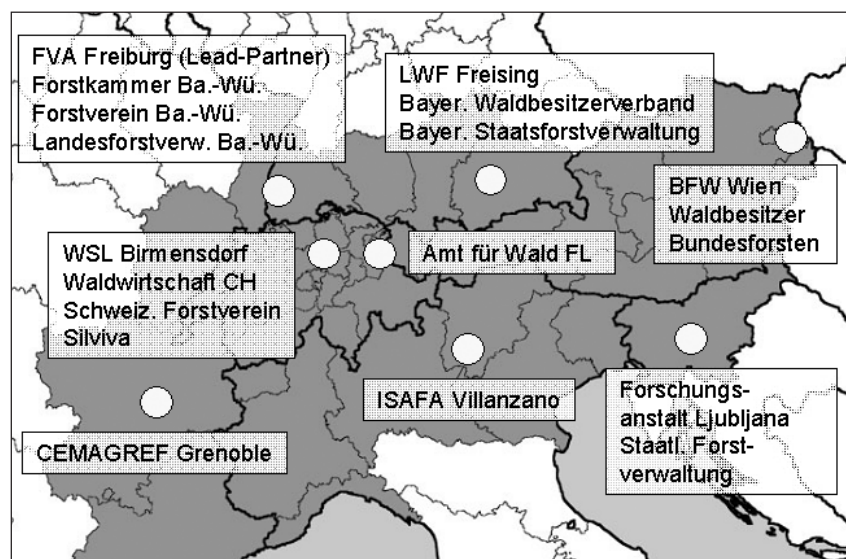 FVA Freiburg (Lead-Partner)
Forstkammer Ba.-Wü.
Forstverein Ba.-Wü.
Landesforstverw. Ba.-Wü.
LWF Freising
Bayer. Waldbesitzerverband
Bayer. Staatsforstverwaltung
BFW Wien
Waldbesitzer
Bundesforsten
WSL Birmensdorf
Waldwirtschaft CH
Schweiz. Forstverein
Silviva
Amt für Wald FL
ISAFA Villanzano
Forschungs-
anstalt Ljubljana
Staatl. Forst-
verwaltung
CEMAGREF Grenoble